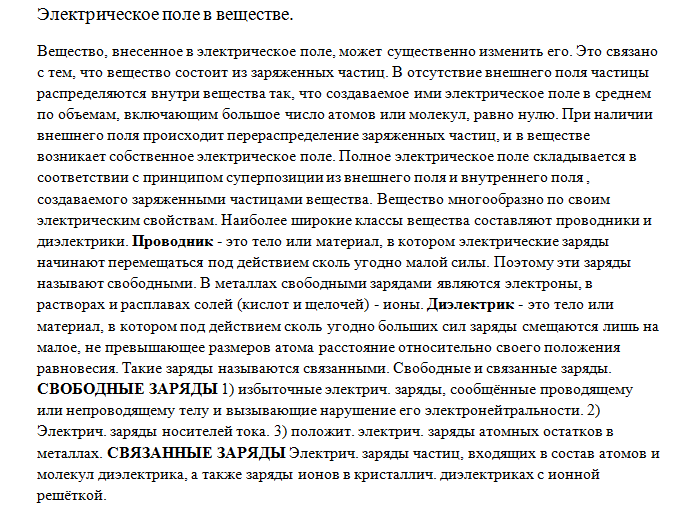 Электрическое поле в веществе.
Вещество, внесенное в электрическое поле, может существенно изменить его. Это связано
с тем, что вещество состоит из заряженных частиц. В отсутствие внешнего поля частицы
распределяются внутри вещества так, что создаваемое ими электрическое поле в среднем
по объемам, включающим большое число атомов или молекул, равно нулю. При наличии
внешнего поля происходит перераспределение заряженных частиц, и в веществе
возникает собственное электрическое поле. Полное электрическое поле складывается в
соответствии с принципом суперпозиции из внешнего поля и внутреннего поля ,
создаваемого заряженными частицами вещества. Вещество многообразно по своим
электрическим свойствам. Наиболее широкие классы вещества составляют проводники и
диэлектрики. Проводник - это тело или материал, в котором электрические заряды
начинают перемещаться под действием сколь угодно малой силы. Поэтому эти заряды
называют свободными. В металлах свободными зарядами являются электроны, в
растворах и расплавах солей (кислот и щелочей) - ионы. Диэлектрик - это тело или
материал, в котором под действием сколь угодно больших сил заряды смещаются лишь на
малое, не превышающее размеров атома расстояние относительно своего положения
равновесия. Такие заряды называются связанными. Свободные и связанные заряды.
СВОБОДНЫЕ ЗАРЯДЫ 1) избыточные электрич. заряды, сообщённые проводящему
или непроводящему телу и вызывающие нарушение его электронейтральности. 2)
Электрич. заряды носителей тока. 3) положит. электрич. заряды атомных остатков в
металлах. СВЯЗАННЫЕ ЗАРЯДЫ Электрич. заряды частиц, входящих в состав атомов и
молекул диэлектрика, а также заряды ионов в кристаллич. диэлектриках с ионной
решёткой.